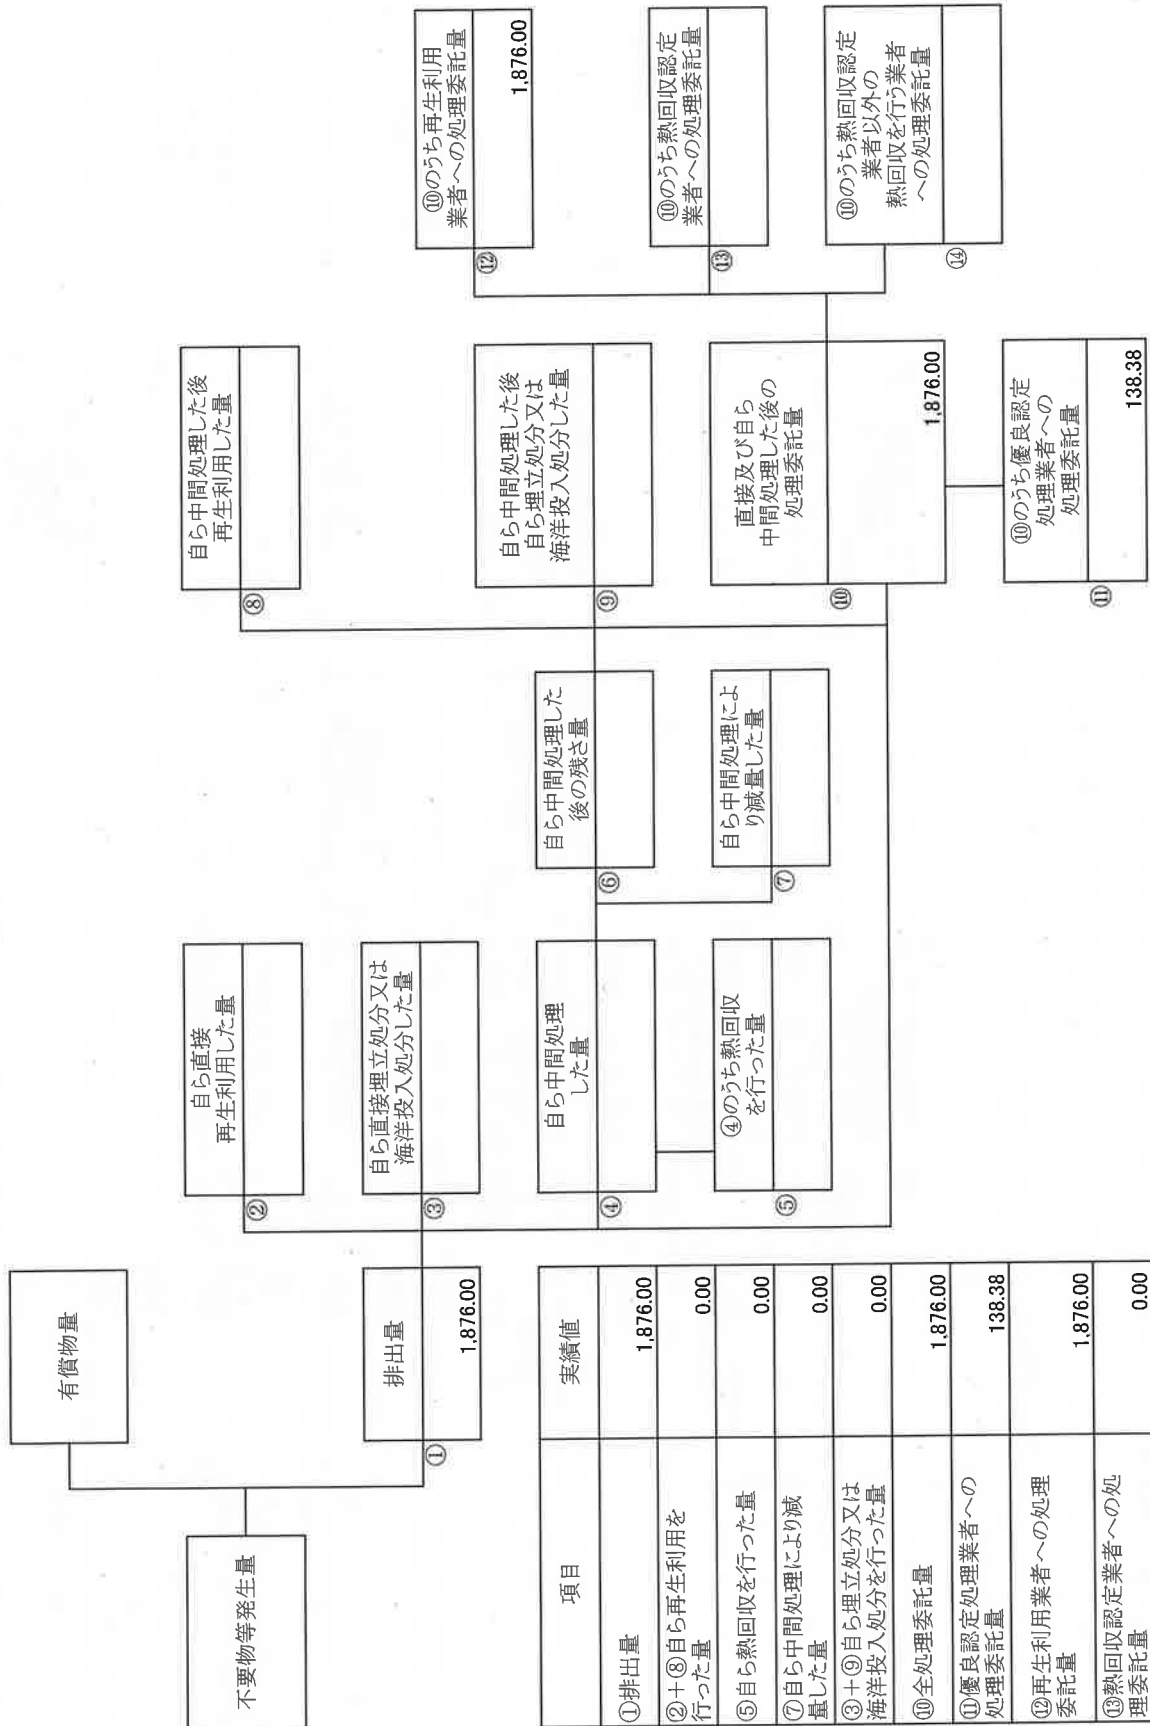 不要物等発生量
有償物量
排出量
①
1,876.00
自ら直接
再生利用した量
②
自ら直接埋立処分又は
海洋投入処分した量
③
自ら中間処理
した量
④
④のうち熱回収
を行った量
⑤
自ら中間処理した
後の残さ量
⑥
自ら中間処理によ
り減量した量
⑦
自ら中間処理した後
再生利用した量
⑧
自ら中間処理した後
自ら埋立処分又は
海洋投入処分した量
⑨
直接及び自ら
中間処理した後の
処理委託量
⑩
1,876.00
⑩のうち優良認定
処理業者への
処理委託量
⑪
138.38
⑩のうち再生利用
業者への処理委託量
⑫
1,876.00
⑩のうち熱回収認定
業者への処理委託量
⑬
⑩のうち熱回収認定
業者以外の
熱回収を行う業者
への処理委託量
⑭
項目 実績値
①排出量 1,876.00
②+⑧自ら再生利用を
行った量 0.00
⑤自ら熱回収を行った量 0.00
⑦自ら中間処理により減
量した量 0.00
③+⑨自ら埋立処分又は
海洋投入処分を行った量 0.00
⑩全処理委託量 1,876.00
⑪優良認定処理業者への
処理委託量 138.38
⑫再生利用業者への処理
委託量 1,876.00
⑬熱回収認定業者への処
理委託量 0.00